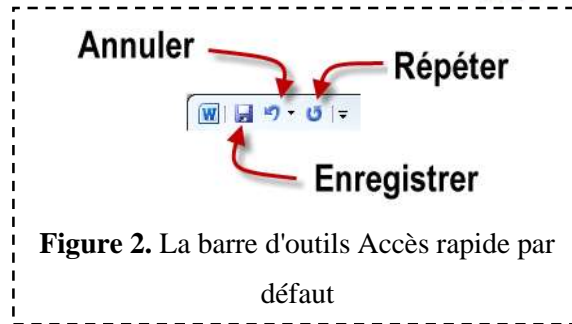 Annuler
Répéter
W
Enregistrer
Figure 2. La barre d'outils Accès rapide par
défaut